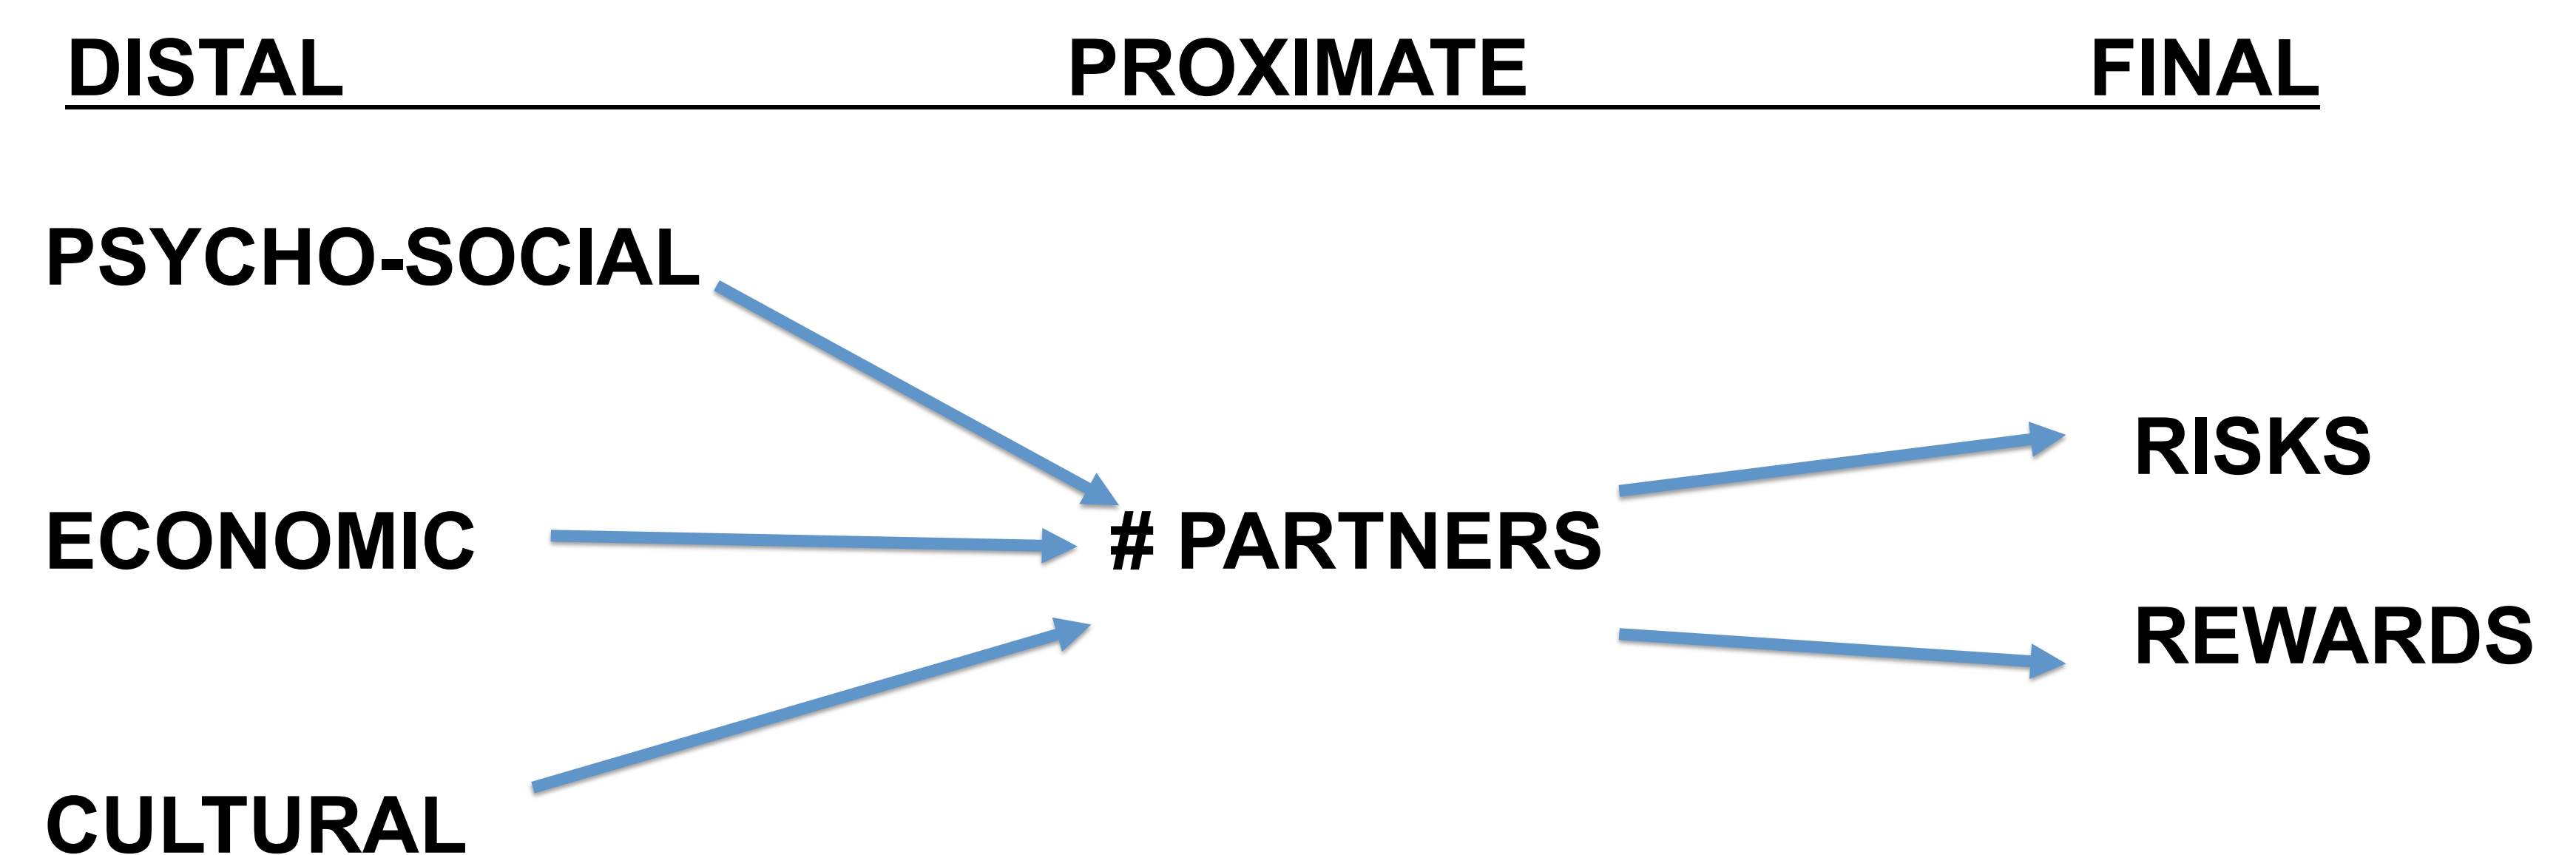 DISTAL PROXIMATE FINAL
PSYCHO-SOCIAL
RISKS
ECONOMIC # PARTNERS
REWARDS
CULTURAL